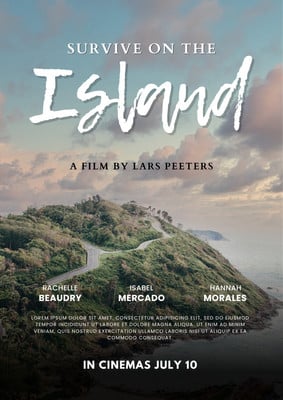 SURVIVE ON THE
Island
A FILM BY LARS PEETERS
RACHELLE BEAUDRY
ISABEL MERCADO
HANNAH MORALES
LOREM IPSUM DOLOR SIT AMET, CONSECTETUR ADIPISICING ELIT, SED DO EIUSMOD
TEMPOR INCIDIDUNT UT LABORE ET DOLORE MAGNA ALIQUA. UT ENIM AD MINIM
VENIAM, QUIS NOSTRUD EXERCITATION ULLAMCO LABORIS NISI UT ALIQUIP EX EA
COMMODO CONSEQUAT.
IN CINEMAS JULY 10